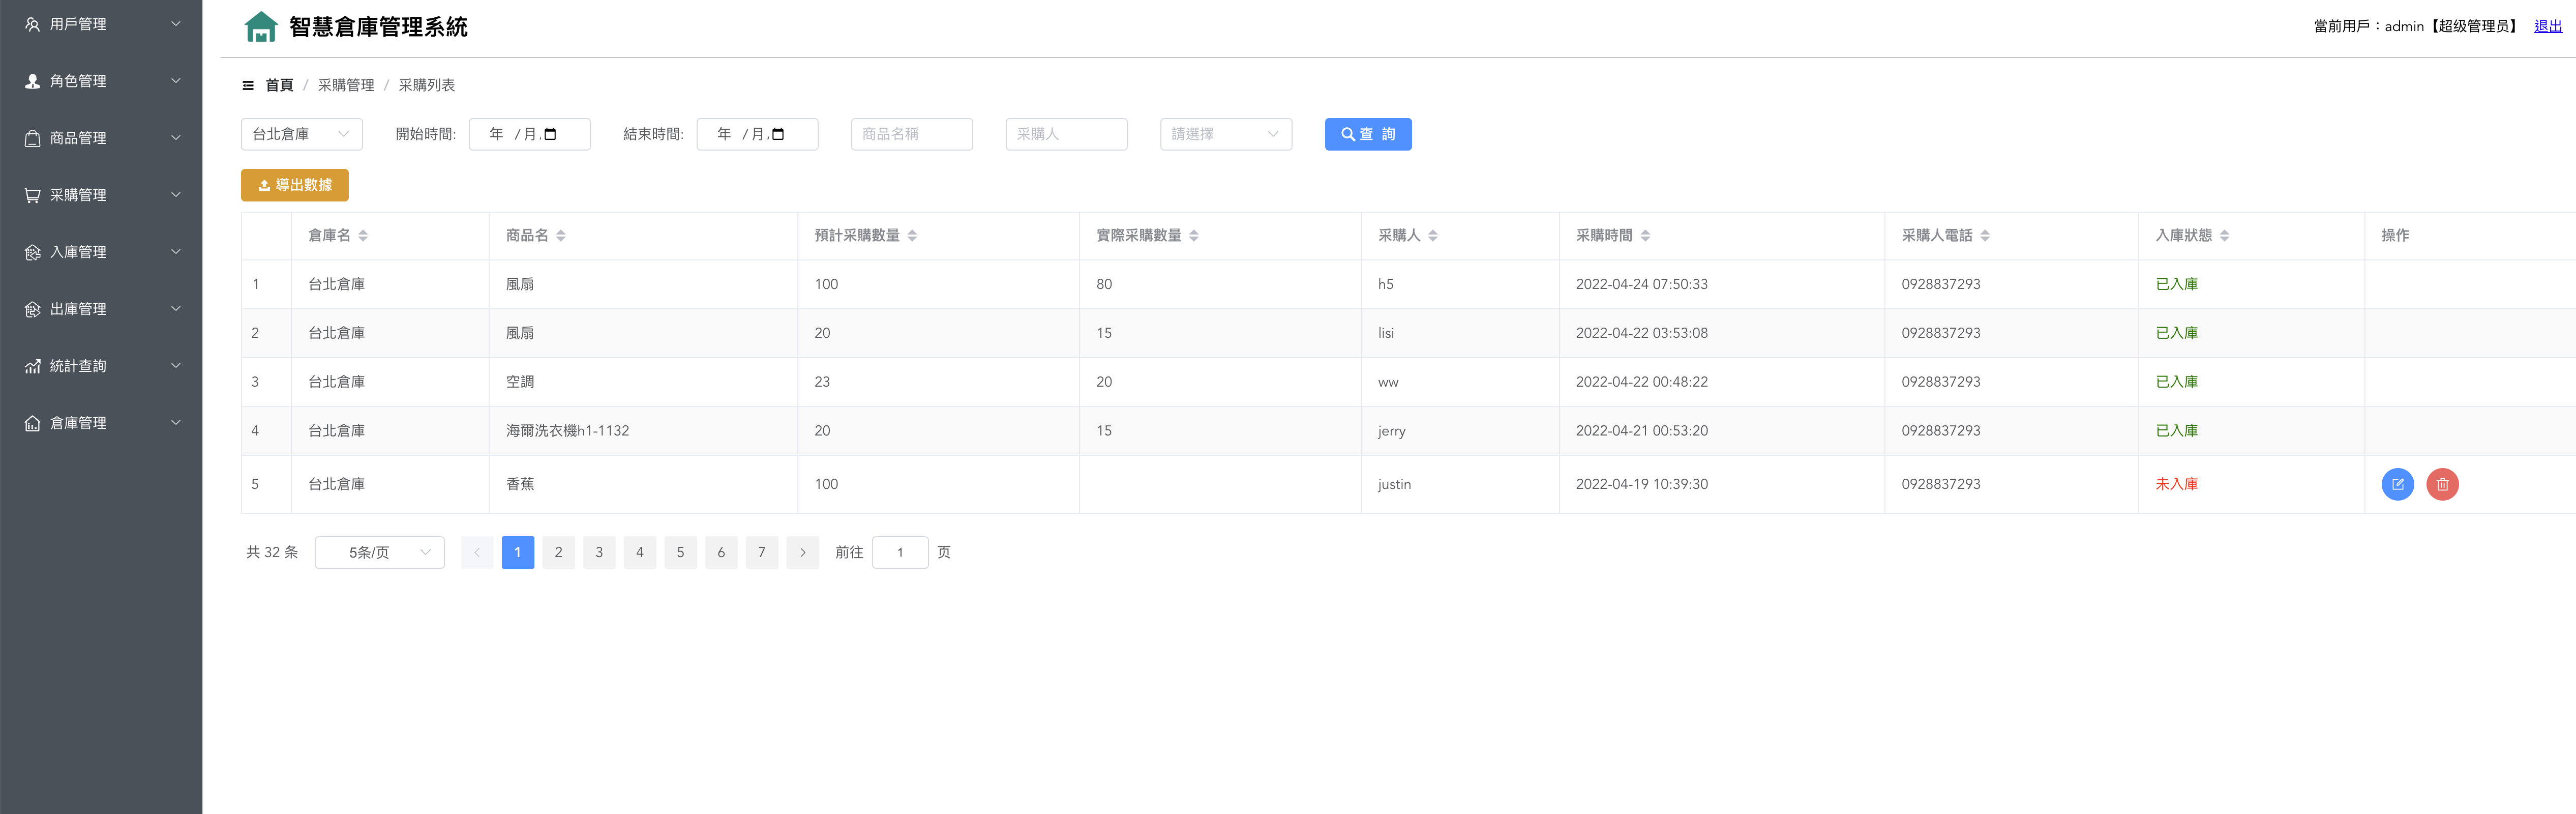 智慧倉庫管理系統
當前用戶：admin【超级管理员】 退出
用戶管理
角色管理
商品管理
采購管理
入庫管理
出庫管理
統計查詢
倉庫管理
首頁 / 采購管理 / 采購列表
台北倉庫 開始時間: 年 /月. 結束時間: 年 /月. 商品名稱 采購人 請選擇 查 詢
導出數據
倉庫名 商品名 預計采購數量 實際采購數量 采購人 采購時間 采購人電話 入庫狀態 操作
1 台北倉庫 風扇 100 80 h5 2022-04-24 07:50:33 0928837293 已入庫
2 台北倉庫 風扇 20 15 lisi 2022-04-22 03:53:08 0928837293 已入庫
3 台北倉庫 空調 23 20 ww 2022-04-22 00:48:22 0928837293 已入庫
4 台北倉庫 海爾洗衣機h1-1132 20 15 jerry 2022-04-21 00:53:20 0928837293 已入庫
5 台北倉庫 香蕉 100 justin 2022-04-19 10:39:30 0928837293 未入庫
共 32 条 5条/页 1 2 3 4 5 6 7 前往 1 页